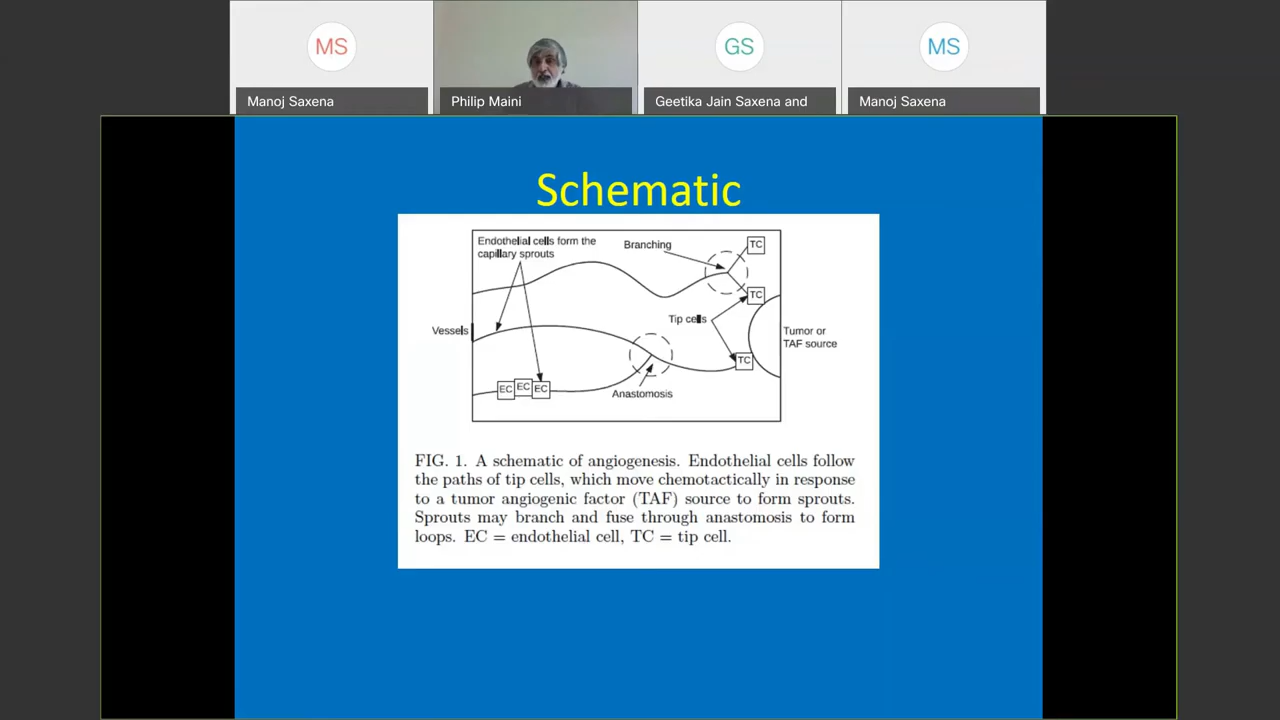 MS
GS
MS
Manoj Saxena
Philip Maini
Geetika Jain Saxena and
Manoj Saxena
Schematic
Endothelial cells form the
capillary sprouts
Branching
TC
TC
Tip cells
Vessels
Tumor or
TAF source
TC
EC EC EC
Anastomosis
FIG. 1. A schematic of angiogenesis. Endothelial cells follow
the paths of tip cells, which move chemotactically in response
to a tumor angiogenic factor (TAF) source to form sprouts.
Sprouts may branch and fuse through anastomosis to form
loops. EC = endothelial cell, TC = tip cell.